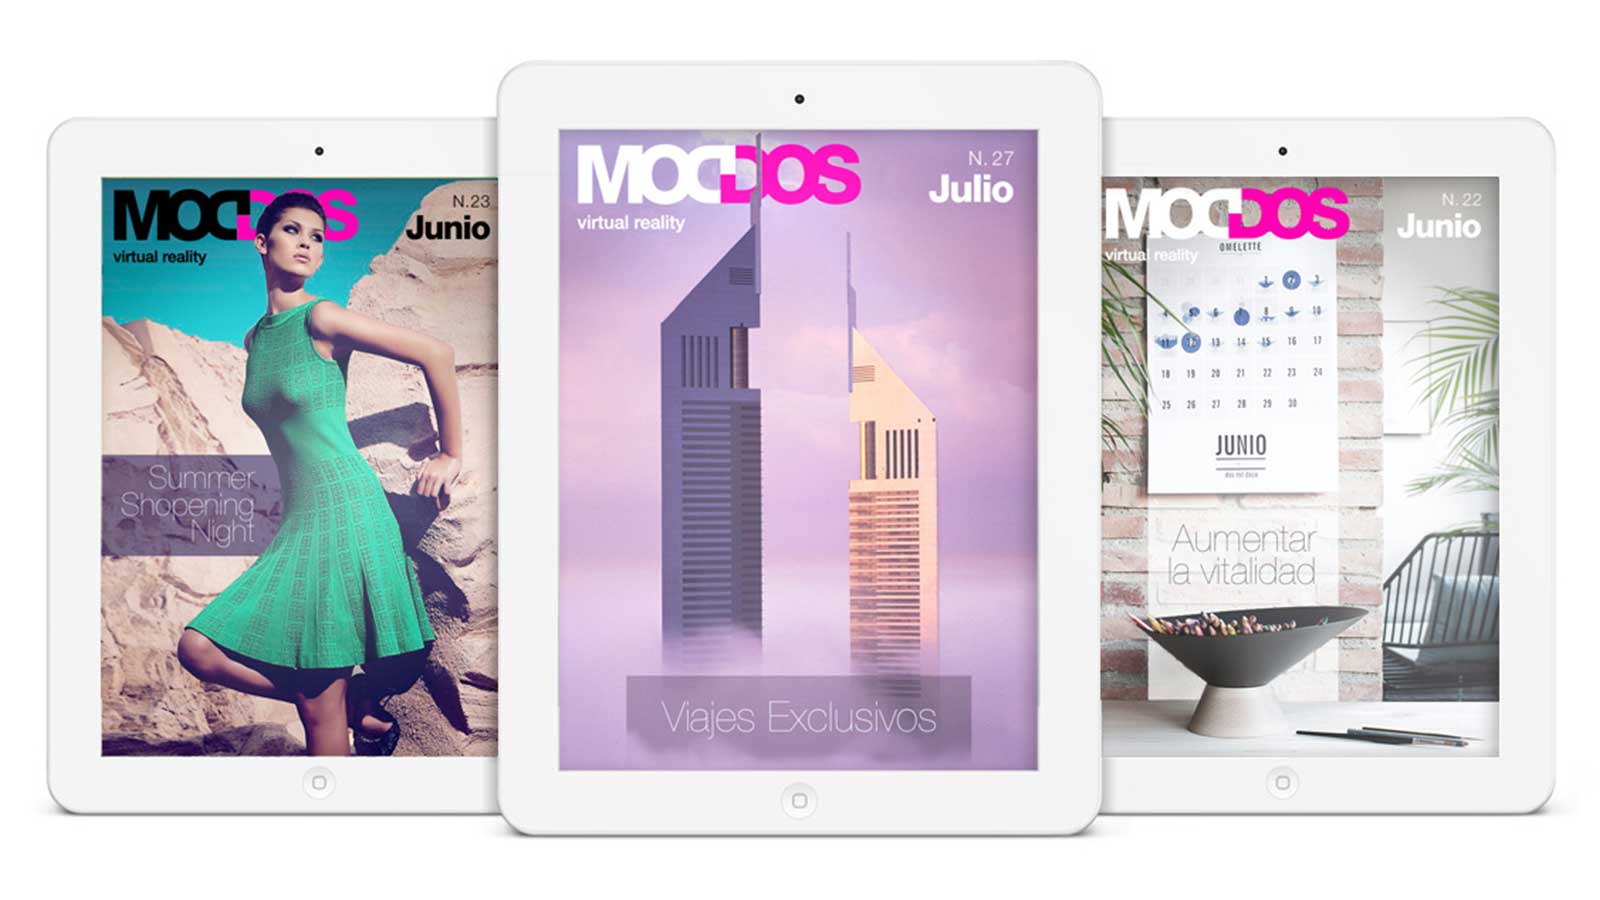 MODDOS
N.23
Junio
virtual reality
Summer
Shopening
Night
MODDOS
N. 27
Julio
virtual reality
Viajes Exclusivos
MODDOS
N. 22
Junio
virtual reality
OMELETTE
1 2 3
4 5 6 7 8 9 10
11 12 13 14 15 16 17
18 19 20 21 22 23 24
25 26 27 28 29 30
JUNIO
dos mil doce
Aumentar
la vitalidad